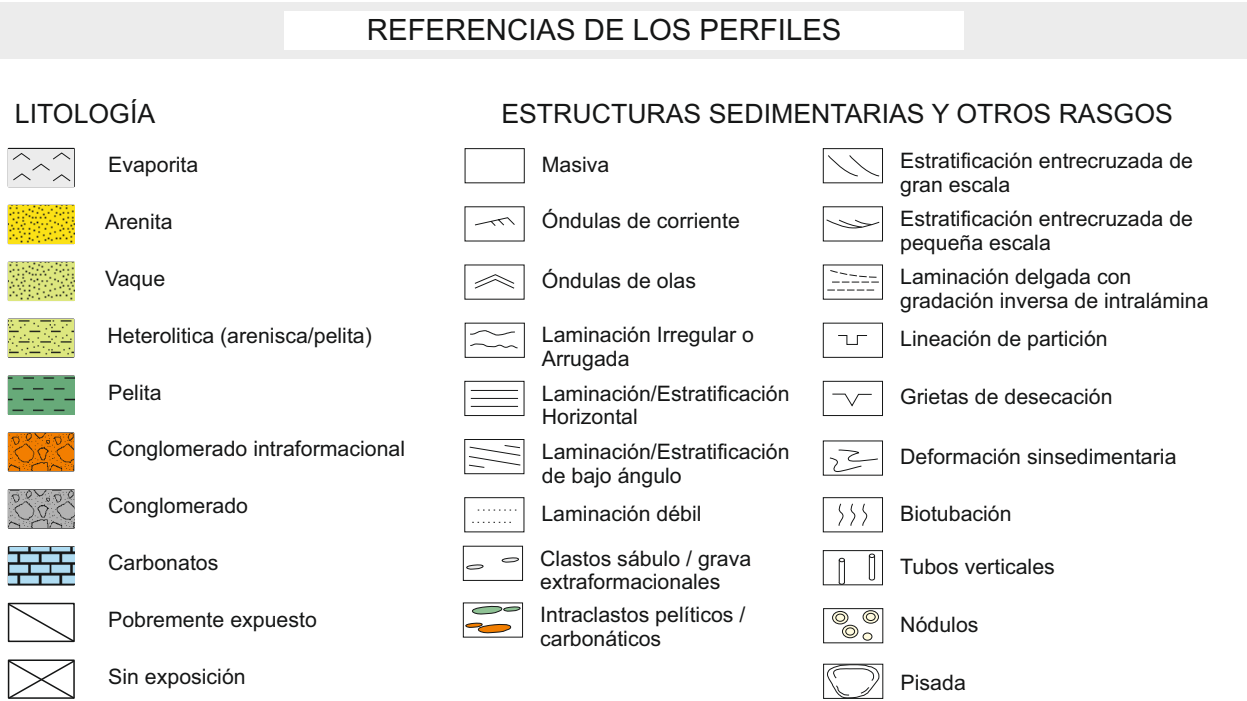 REFERENCIAS DE LOS PERFILES
LITOLOGÍA
Evaporita
Arenita
Vaque
Heterolitica (arenisca/pelita)
Pelita
Conglomerado intraformacional
Conglomerado
Carbonatos
Pobremente expuesto
Sin exposición
ESTRUCTURAS SEDIMENTARIAS Y OTROS RASGOS
Masiva
Óndulas de corriente
Óndulas de olas
Laminación Irregular o
Arrugada
Laminación/Estratificación
Horizontal
Laminación/Estratificación
de bajo ángulo
Laminación débil
Clastos sábulo / grava
extraformacionales
Intraclastos pelíticos /
carbonáticos
Estratificación entrecruzada de
gran escala
Estratificación entrecruzada de
pequeña escala
Laminación delgada con
gradación inversa de intralámina
Lineación de partición
Grietas de desecación
Deformación sinsedimentaria
Biotubación
Tubos verticales
Nódulos
Pisada